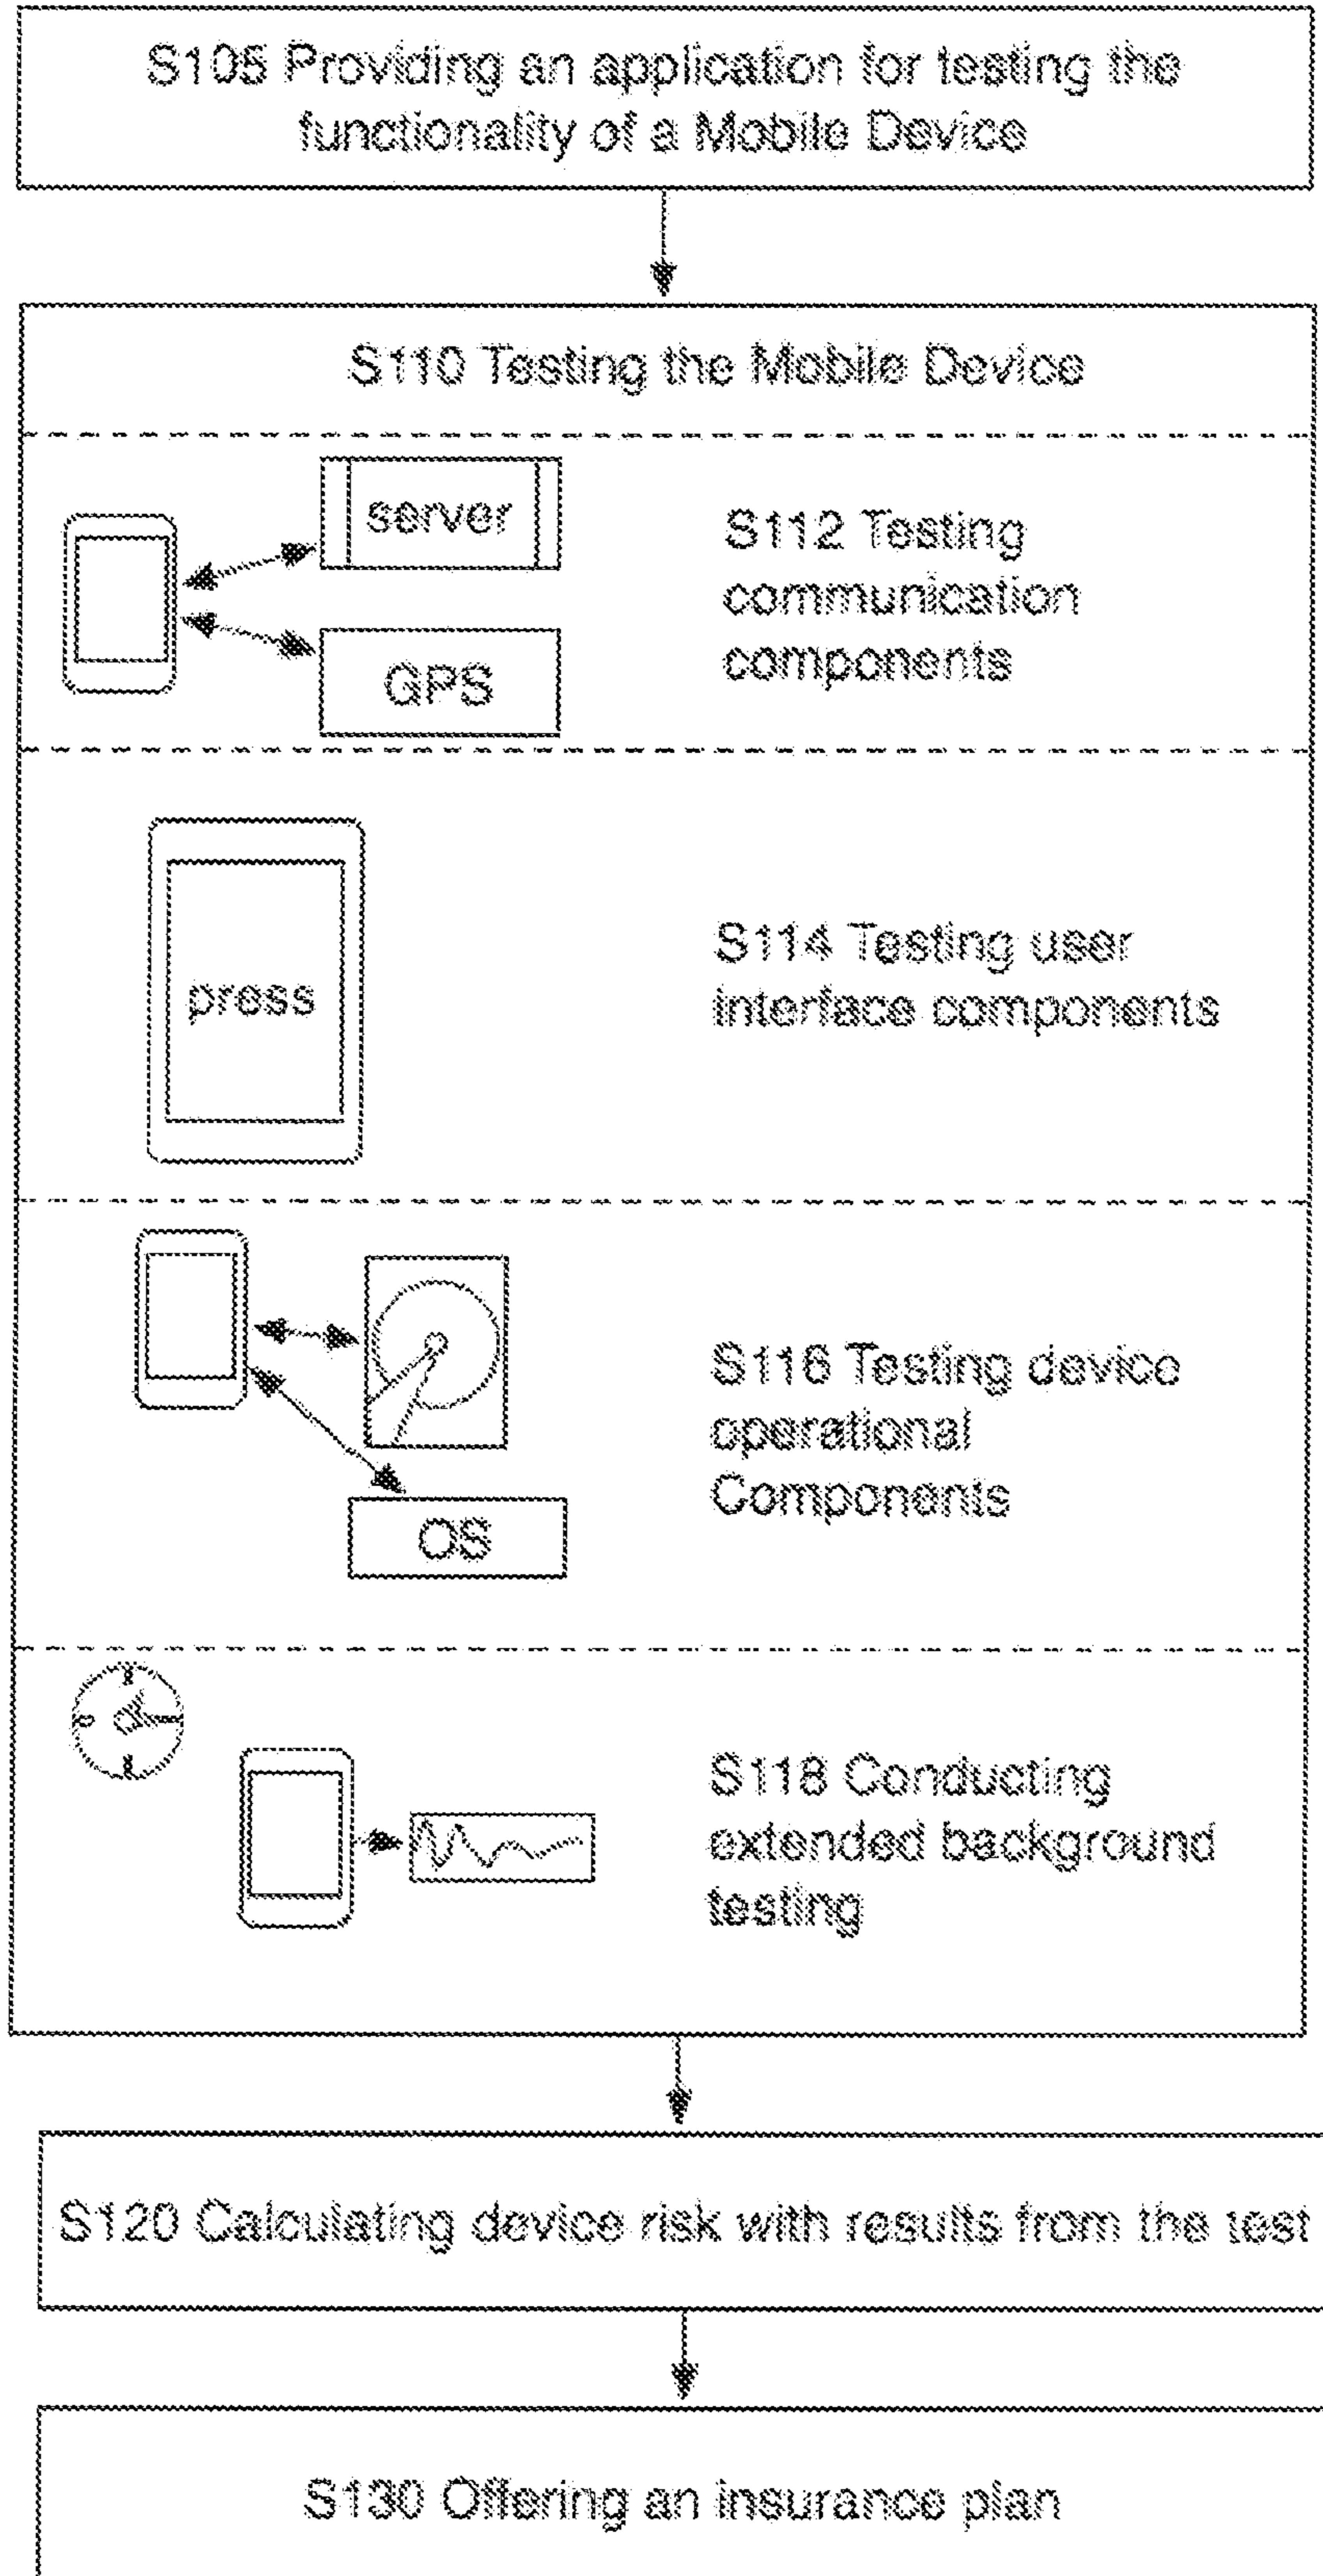 S105 Providing an application for testing the
functionality of a Mobile Device
S110 Testing the Mobile Device
server
GPS
S112 Testing
communication
components
press
S114 Testing user
interface components
OS
S116 Testing device
operational
Components
S118 Conducting
extended background
testing
S120 Calculating device risk with results from the test
S130 Offering an insurance plan